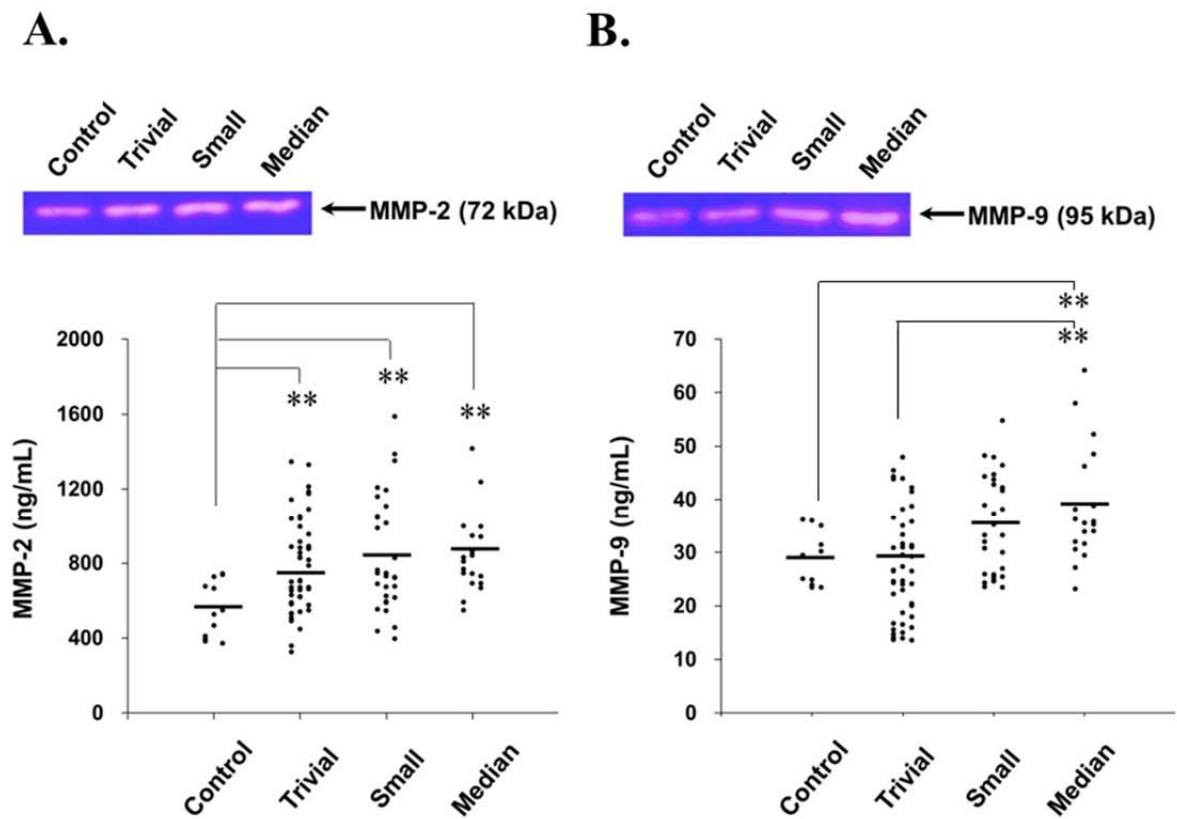 A.
Control Trivial Small Median
MMP-2 (72 kDa)
**
**
**
MMP-2 (ng/mL)
2000
1600
1200
800
400
0
Control Trivial Small Median
B.
Control Trivial Small Median
MMP-9 (95 kDa)
**
**
MMP-9 (ng/mL)
70
60
50
40
30
20
10
0
Control Trivial Small Median